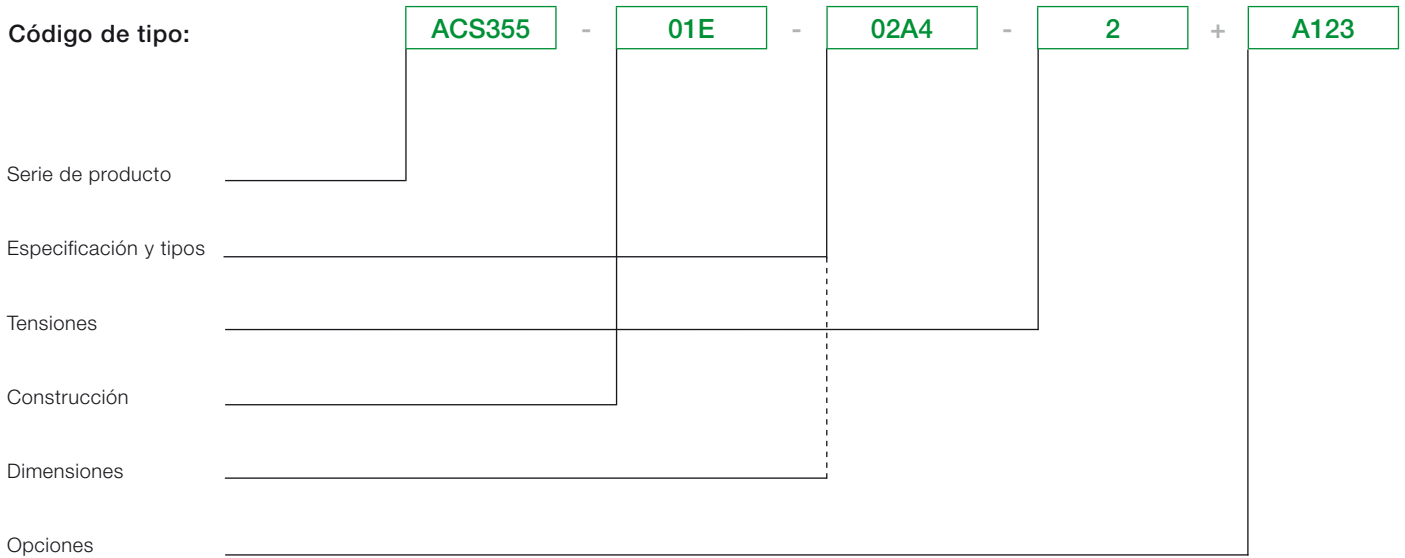 Código de tipo: ACS355 - 01E - 02A4 - 2 + A123
Serie de producto
Especificación y tipos
Tensiones
Construcción
Dimensiones
Opciones